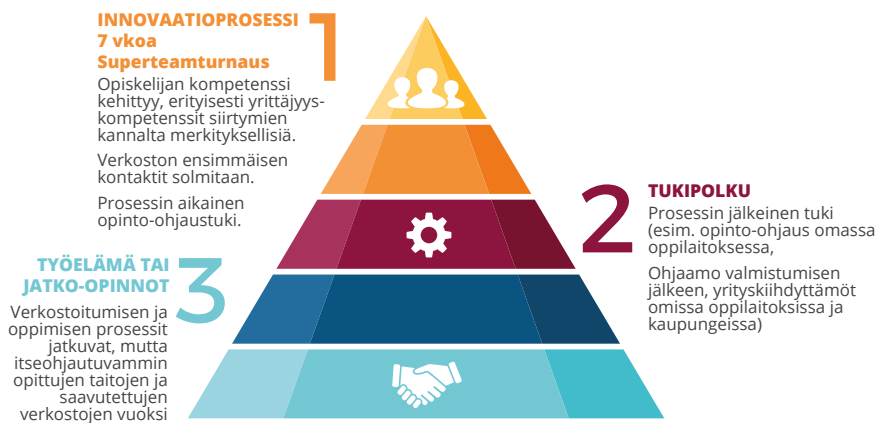 1
INNOVAATIOPROSESSI
7 vkoa
Superteamturnaus
Opiskelijan kompetenssi
kehittyy, erityisesti yrittäjyys-
kompetenssit siirtymien
kannalta merkityksellisiä.
Verkoston ensimmäisen
kontaktit solmitaan.
Prosessin aikainen
opinto-ohjaustuki.
2
TUKIPOLKU
Prosessin jälkeinen tuki
(esim. opinto-ohjaus omassa
oppilaitoksessa,
Ohjaamo valmistumisen
jälkeen, yrityskiihdyttämöt
omissa oppilaitoksissa ja
kaupungeissa)
3
TYÖELÄMÄ TAI
JATKO-OPINNOT
Verkostoitumisen ja
oppimisen prosessit
jatkuvat, mutta
itseohjautuvammin
opittujen taitojen ja
saavutettujen
verkostojen vuoksi